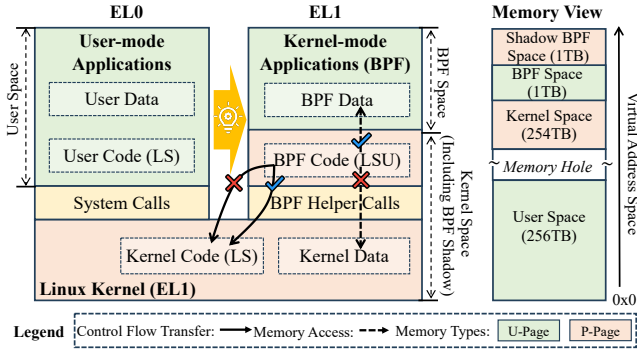 EL0
EL1
Memory View
User-mode
Applications
User Data
User Code (LS)
System Calls
User Space
Kernel-mode
Applications (BPF)
BPF Data
BPF Code (LSU)
BPF Helper Calls
Kernel Code (LS)
Kernel Data
Linux Kernel (EL1)
BPF Space
Kernel Space
(Including BPF Shadow)
Shadow BPF
Space (1TB)
BPF Space
(1TB)
Kernel Space
(254TB)
~ Memory Hole ~
User Space
(256TB)
Virtual Address Space
0x0
Legend
Control Flow Transfer:
Memory Access:
Memory Types:
U-Page
P-Page